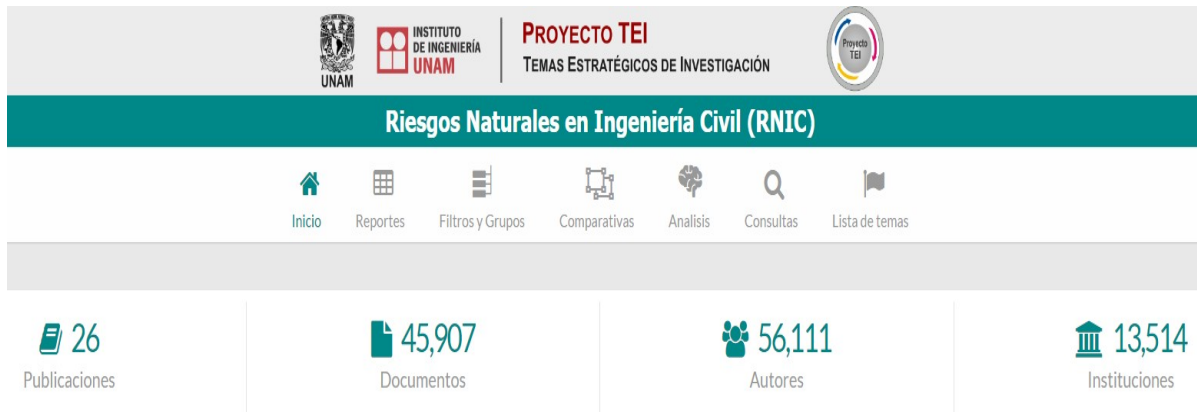 UNAM
INSTITUTO
DE INGENIERÍA
UNAM
PROYECTO TEI
TEMAS ESTRATÉGICOS DE INVESTIGACIÓN
Proyecto
TEI
Riesgos Naturales en Ingeniería Civil (RNIC)
Inicio Reportes Filtros y Grupos Comparativas Analisis Consultas Lista de temas
26 45,907 56,111 13,514
Publicaciones Documentos Autores Instituciones